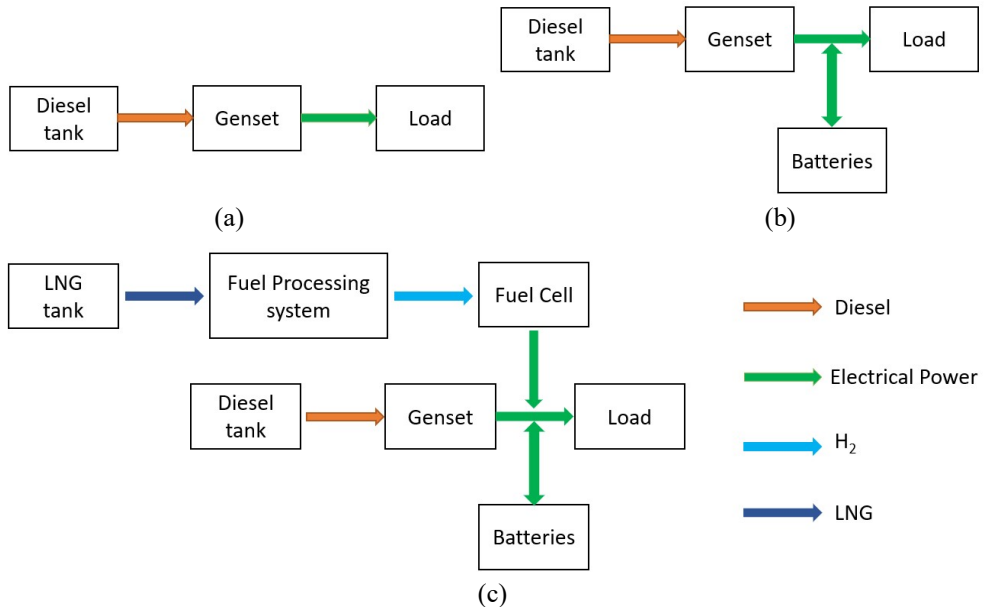 Diesel
tank
Genset
Load
(a)
Diesel
tank
Genset
Load
Batteries
(b)
LNG
tank
Fuel Processing
system
Fuel Cell
Diesel
tank
Genset
Load
Batteries
(c)
Diesel
Electrical Power
H₂
LNG